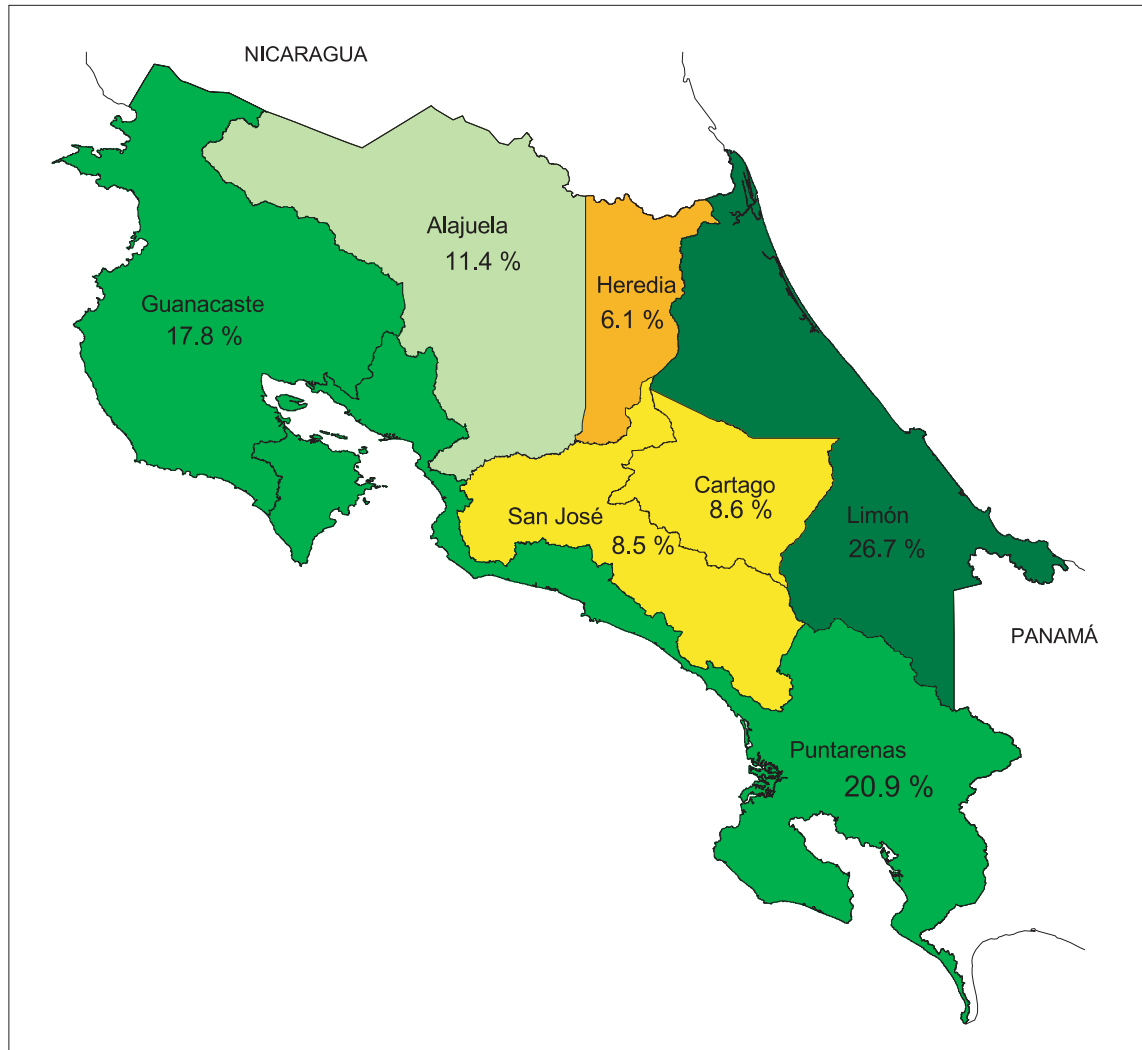 NICARAGUA
Alajuela
11.4 %
Heredia
6.1 %
Guanacaste
17.8 %
Cartago
8.6 %
San José
8.5 %
Limón
26.7 %
PANAMÁ
Puntarenas
20.9 %